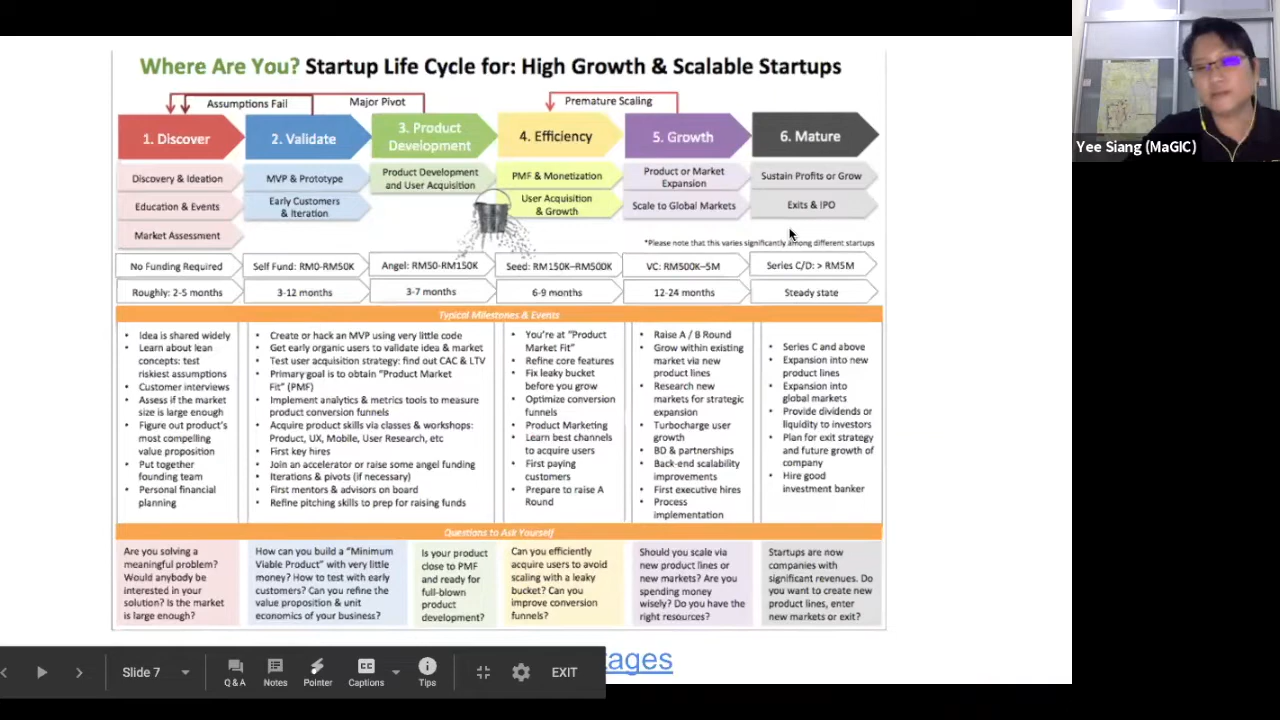 Where Are You? Startup Life Cycle for: High Growth & Scalable Startups
Assumptions Fail
Major Pivot
Premature Scaling
1. Discover
2. Validate
3. Product
Development
4. Efficiency
5. Growth
6. Mature
Discovery & Ideation
Education & Events
Market Assessment
MVP & Prototype
Early Customers
& Iteration
Product Development
and User Acquisition
PMF & Monetization
User Acquisition
& Growth
Product or Market
Expansion
Scale to Global Markets
Sustain Profits or Grow
Exits & IPO
*Please note that this varies significantly among different startups
No Funding Required
Self Fund: RM0-RM50K
Angel: RM50-RM150K
Seed: RM150K–RM500K
VC: RM500K–5M
Series C/D: > RM5M
Roughly: 2-5 months
3-12 months
3-7 months
6-9 months
12-24 months
Steady state
Typical Milestones & Events
• Idea is shared widely
• Learn about lean
concepts: test
riskiest assumptions
• Customer interviews
• Assess if the market
size is large enough
• Figure out product's
most compelling
value proposition
• Put together
founding team
• Personal financial
planning
• Create or hack an MVP using very little code
• Get early organic users to validate idea & market
• Test user acquisition strategy: find out CAC & LTV
• Primary goal is to obtain "Product Market
Fit" (PMF)
• Implement analytics & metrics tools to measure
product conversion funnels
• Acquire product skills via classes & workshops:
Product, UX, Mobile, User Research, etc
• First key hires
• Join an accelerator or raise some angel funding
• Iterations & pivots (if necessary)
• First mentors & advisors on board
• Refine pitching skills to prep for raising funds
• You're at "Product
Market Fit"
• Refine core features
• Fix leaky bucket
before you grow
• Optimize conversion
funnels
• Product Marketing
• Learn best channels
to acquire users
• First paying
customers
• Prepare to raise A
Round
• Raise A / B Round
• Grow within existing
market via new
product lines
• Research new
markets for strategic
expansion
• Turbocharge user
growth
• BD & partnerships
• Back-end scalability
improvements
• First executive hires
• Process
implementation
• Series C and above
• Expansion into new
product lines
• Expansion into
global markets
• Provide dividends or
liquidity to investors
• Plan for exit strategy
and future growth of
company
• Hire good
investment banker
Questions to Ask Yourself
Are you solving a
meaningful problem?
Would anybody be
interested in your
solution? Is the market
is large enough?
How can you build a "Minimum
Viable Product" with very little
money? How to test with early
customers? Can you refine the
value proposition & unit
economics of your business?
Is your product
close to PMF
and ready for
full-blown
product
development?
Can you efficiently
acquire users to avoid
scaling with a leaky
bucket? Can you
improve conversion
funnels?
Should you scale via
new product lines or
new markets? Are you
spending money
wisely? Do you have the
right resources?
Startups are now
companies with
significant revenues. Do
you want to create new
product lines, enter
new markets or exit?
tages
Slide 7
Q & A
Notes
Pointer
CC
Captions
Tips
EXIT
Yee Siang (MaGIC)